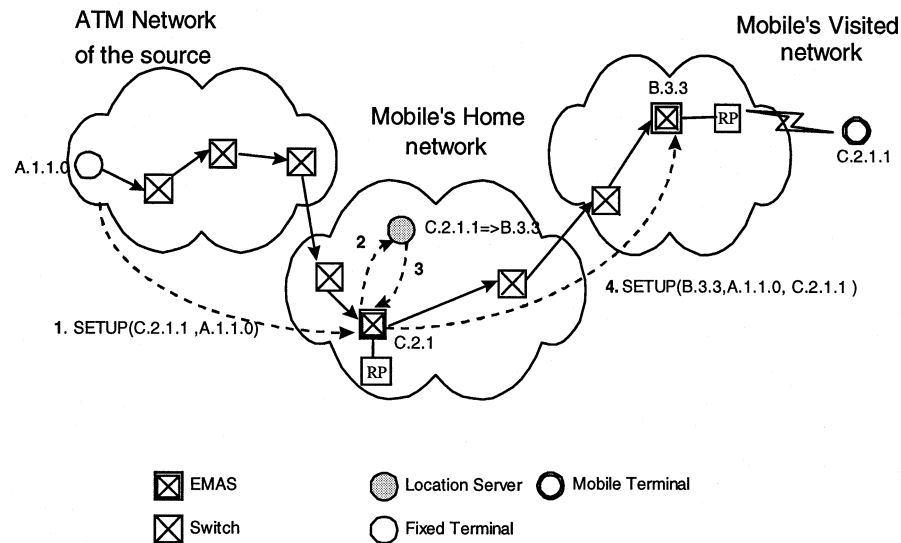 ATM Network
of the source
Mobile's Visited
network
Mobile's Home
network
B.3.3
RP
A.1.1.0
C.2.1.1
C.2.1.1=>B.3.3
2
3
4. SETUP(B.3.3,A.1.1.0, C.2.1.1 )
1. SETUP(C.2.1.1 ,A.1.1.0)
C.2.1
RP
EMAS
Location Server
Mobile Terminal
Switch
Fixed Terminal